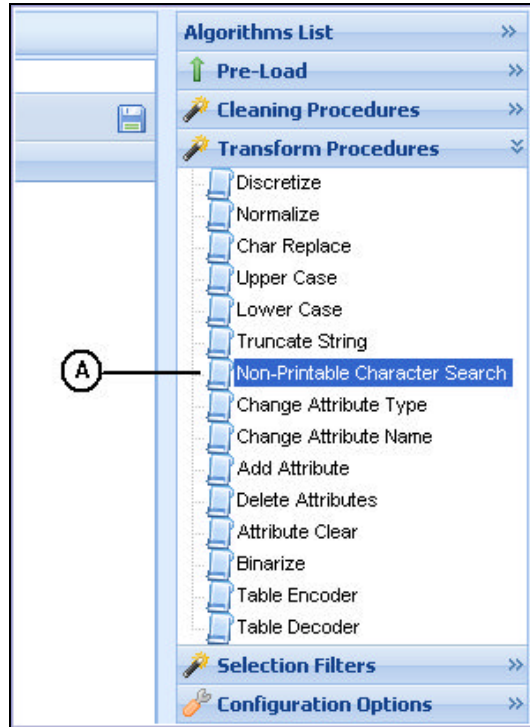 Algorithms List
Pre-Load
Cleaning Procedures
Transform Procedures
Discretize
Normalize
Char Replace
Upper Case
Lower Case
Truncate String
A
Non-Printable Character Search
Change Attribute Type
Change Attribute Name
Add Attribute
Delete Attributes
Attribute Clear
Binarize
Table Encoder
Table Decoder
Selection Filters
Configuration Options